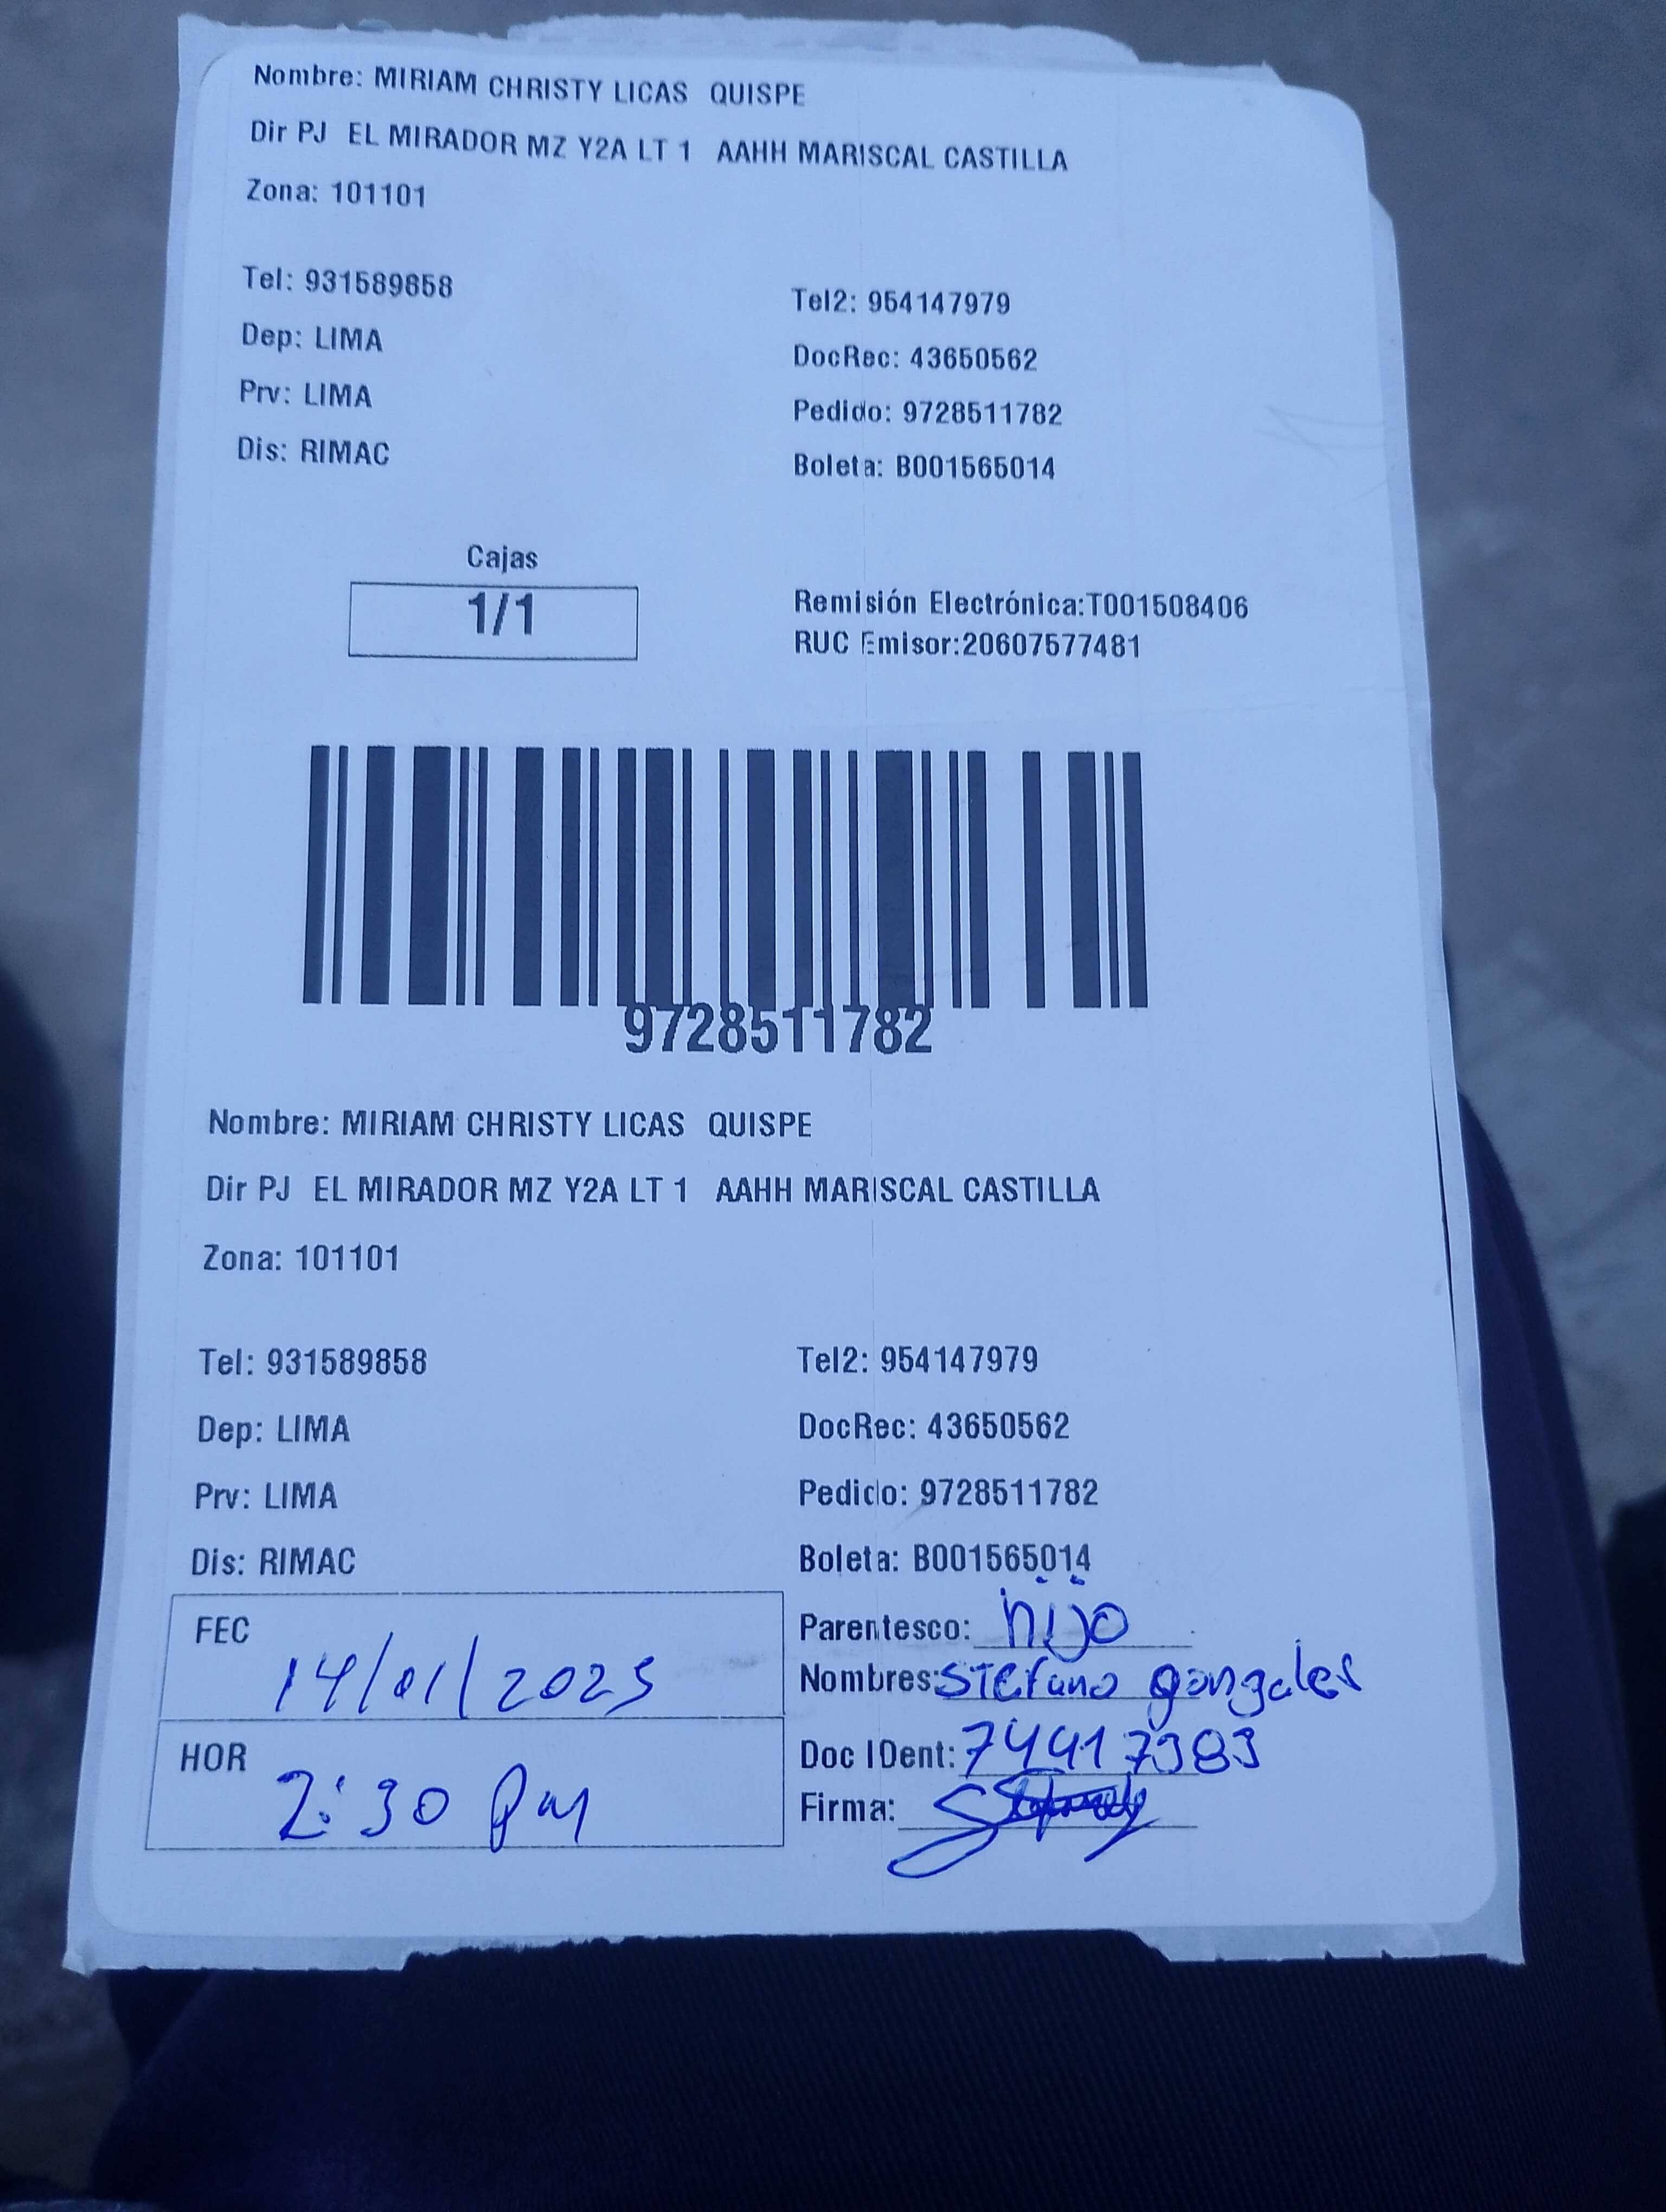 Nombre: MIRIAM CHRISTY LICAS QUISPE
Dir PJ EL MIRADOR MZ Y2A LT 1 AAHH MARISCAL CASTILLA
Zona: 101101
Tel: 931589858
Tel2: 954147979
Dep: LIMA
DocRec: 43650562
Prv: LIMA
Pedido: 9728511782
Dis: RIMAC
Boleta: B001565014
Cajas
1/1
Remisión Electrónica:T001508406
RUC Emisor:20607577481
9728511782
Nombre: MIRIAM CHRISTY LICAS QUISPE
Dir PJ EL MIRADOR MZ Y2A LT 1 AAHH MARISCAL CASTILLA
Zona: 101101
Tel: 931589858
Tel2: 954147979
Dep: LIMA
DocRec: 43650562
Prv: LIMA
Pedido: 9728511782
Dis: RIMAC
Boleta: B001565014
FEC 14/01/2025
Parentesco: hijo
Nombres: Stefano gonzales
HOR 2:30 Pm
Doc IDent: 74417383
Firma: